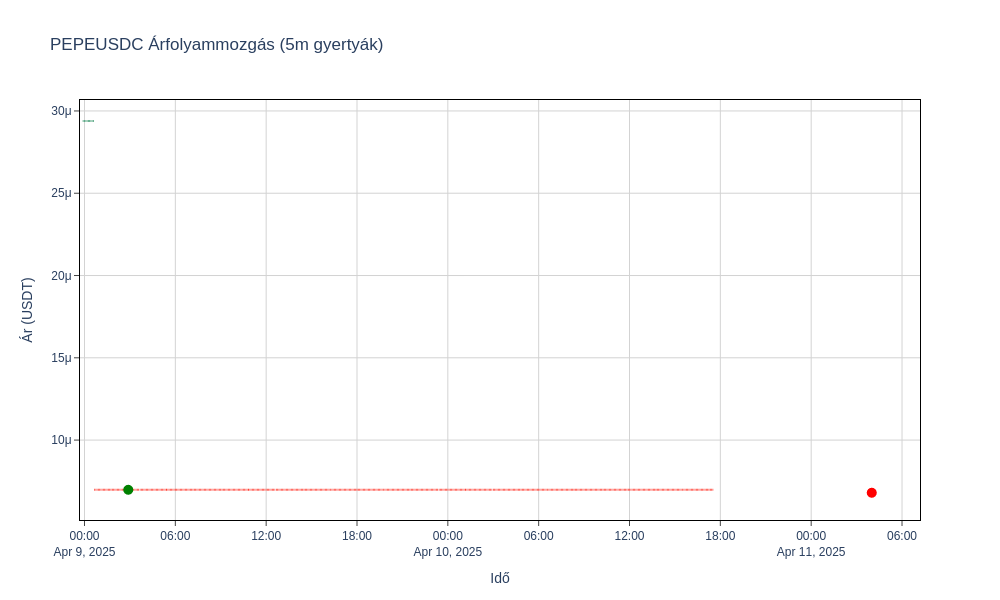 PEPEUSDC Árfolyammozgás (5m gyertyák)
30μ
25μ
20μ
15μ
10μ
Ár (USDT)
00:00 06:00 12:00 18:00 00:00 06:00 12:00 18:00 00:00 06:00
Apr 9, 2025 Apr 10, 2025 Apr 11, 2025
Idő